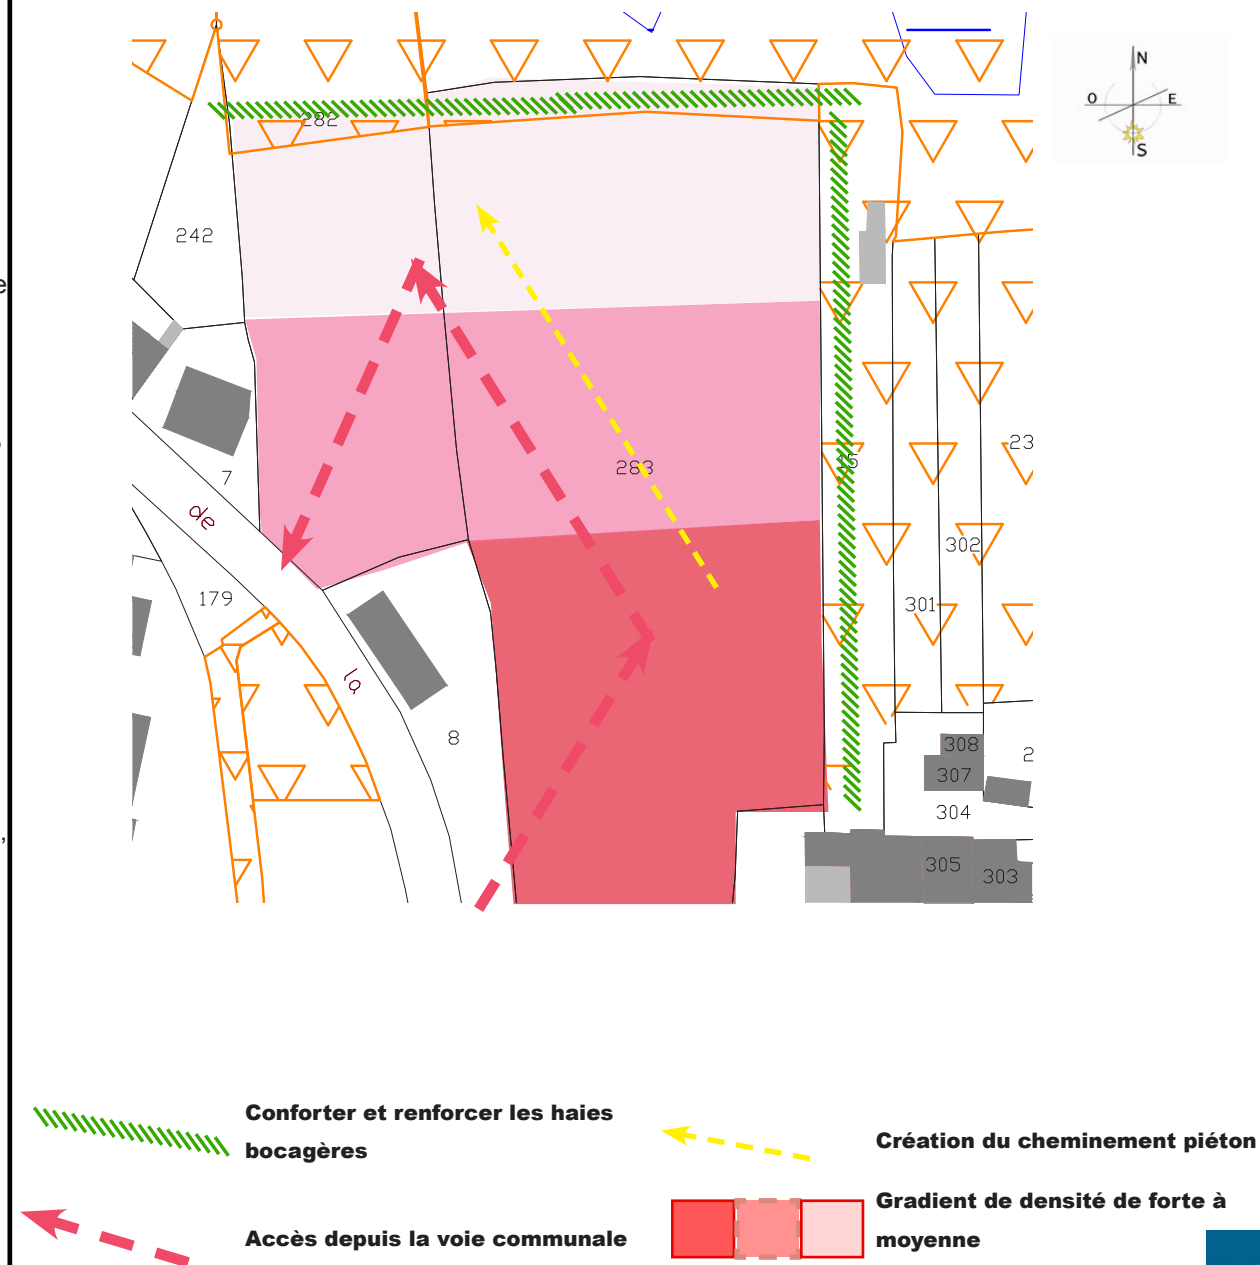 N
O
E
S
282
242
283
15
23
7
de
302
301
179
la
8
308
307
2
304
305
303
e
,
Conforter et renforcer les haies
bocagères
Création du cheminement piéton
Accès depuis la voie communale
Gradient de densité de forte à
moyenne